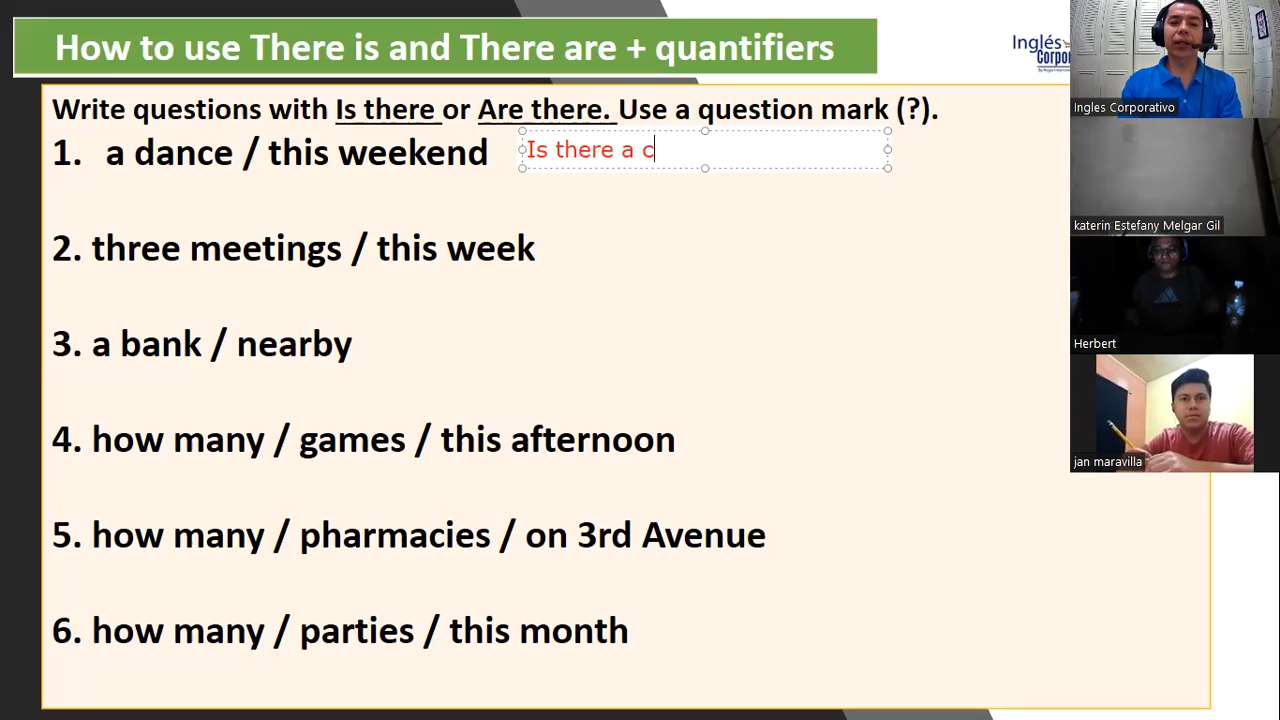 How to use There is and There are + quantifiers
Inglés
Corpor
Write questions with Is there or Are there. Use a question mark (?).
1. a dance / this weekend
Is there a c
2. three meetings / this week
3. a bank / nearby
4. how many / games / this afternoon
5. how many / pharmacies / on 3rd Avenue
6. how many / parties / this month
Ingles Corporativo
katerin Estefany Melgar Gil
Herbert
jan maravilla